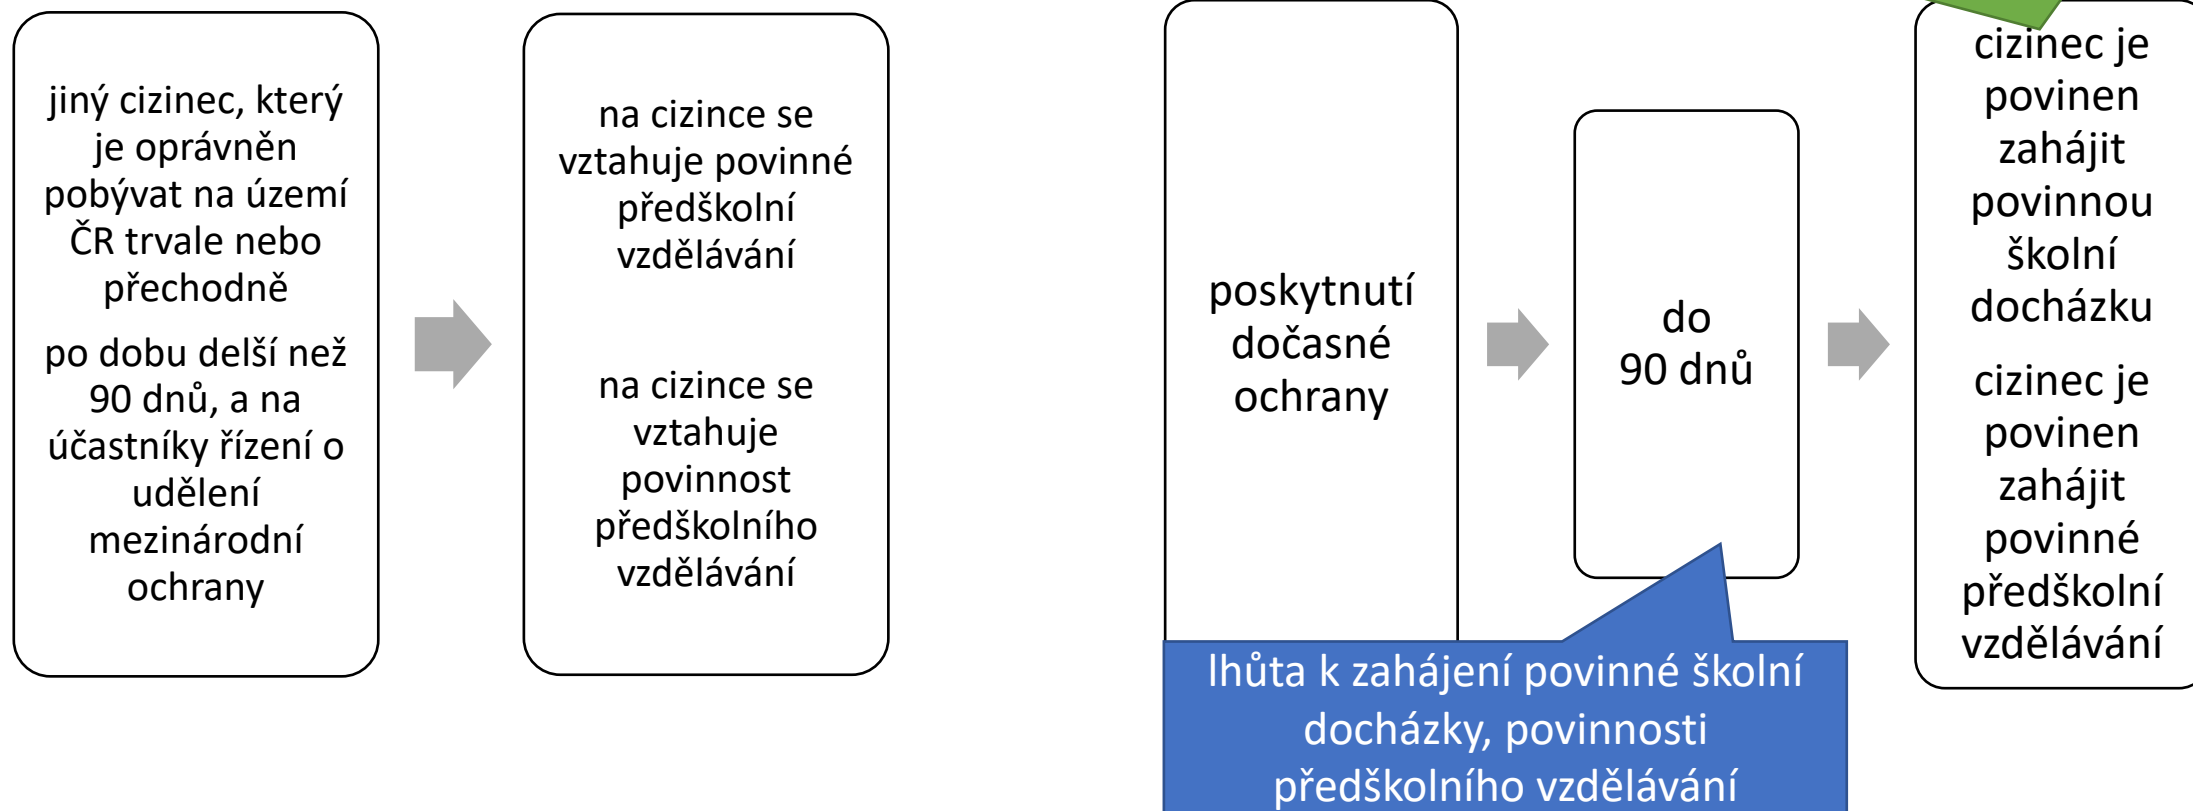 jiný cizinec, který
je oprávněn
pobývat na území
ČR trvale nebo
přechodně
po dobu delší než
90 dnů, a na
účastníky řízení o
udělení
mezinárodní
ochrany
na cizince se
vztahuje povinné
předškolní
vzdělávání
na cizince se
vztahuje
povinnost
předškolního
vzdělávání
poskytnutí
dočasné
ochrany
do
90 dnů
lhůta k zahájení povinné školní
docházky, povinnosti
předškolního vzdělávání
cizinec je
povinen
zahájit
povinnou
školní
docházku
cizinec je
povinen
zahájit
povinné
předškolní
vzdělávání